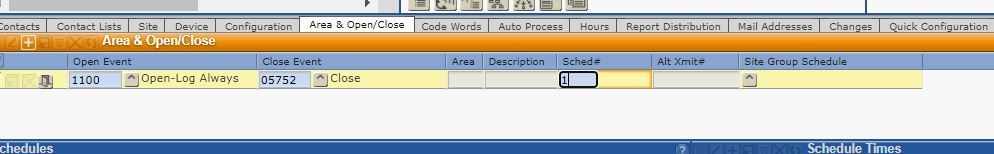 Contacts Contact Lists Site Device Configuration Area & Open/Close Code Words Auto Process Hours Report Distribution Mail Addresses Changes Quick Configuration
Area & Open/Close
Open Event Close Event Area Description Sched# Alt Xmit# Site Group Schedule
1100 Open-Log Always 05752 Close 1
chedules ? Schedule Times